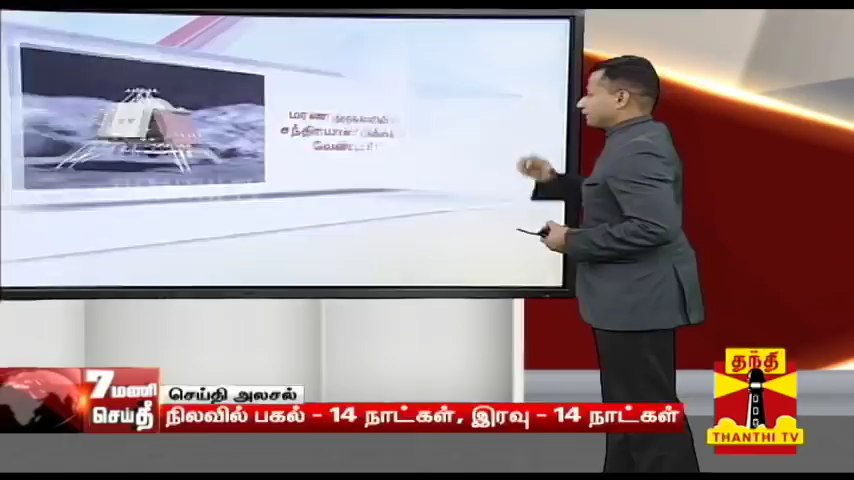 வேண்டும்
7 மணி
செய்தி
செய்தி அலசல்
நிலவில் பகல் - 14 நாட்கள், இரவு - 14 நாட்கள்
தந்தி
THANTHI TV